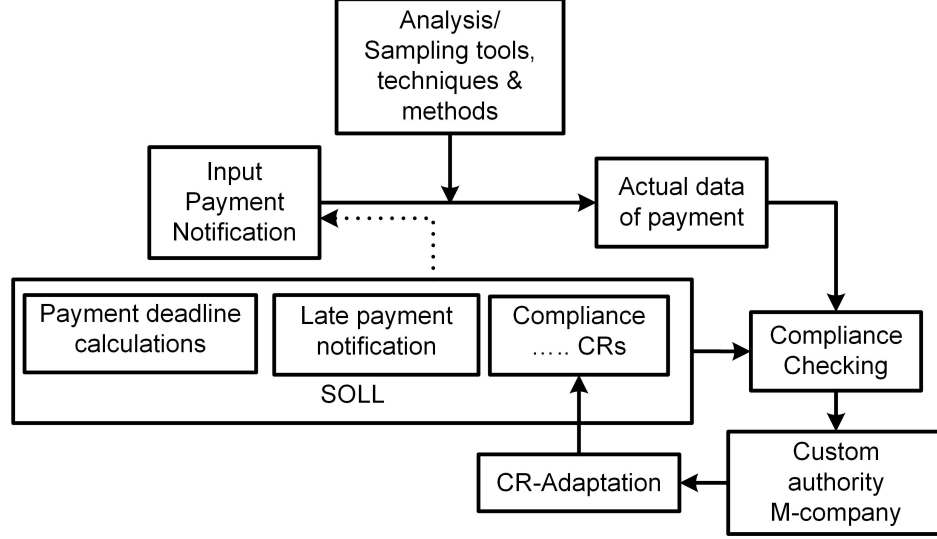 Analysis/
Sampling tools,
techniques &
methods
Input
Payment
Notification
Actual data
of payment
Payment deadline
calculations
Late payment
notification
Compliance
….. CRs
SOLL
Compliance
Checking
CR-Adaptation
Custom
authority
M-company